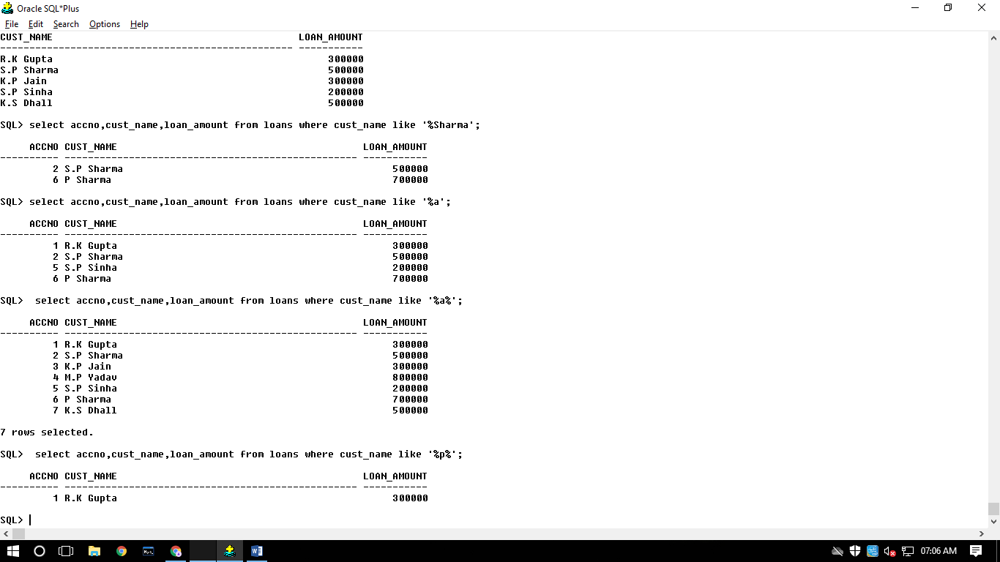 Oracle SQL*Plus
File Edit Search Options Help
CUST_NAME                                          LOAN_AMOUNT
-------------------------------------------------- -----------
R.K Gupta                                               300000
S.P Sharma                                              500000
K.P Jain                                                300000
S.P Sinha                                               200000
K.S Dhall                                               500000
SQL> select accno,cust_name,loan_amount from loans where cust_name like '%Sharma';
     ACCNO CUST_NAME                                          LOAN_AMOUNT
---------- -------------------------------------------------- -----------
         2 S.P Sharma                                              500000
         6 P Sharma                                                700000
SQL> select accno,cust_name,loan_amount from loans where cust_name like '%a';
     ACCNO CUST_NAME                                          LOAN_AMOUNT
---------- -------------------------------------------------- -----------
         1 R.K Gupta                                               300000
         2 S.P Sharma                                              500000
         5 S.P Sinha                                               200000
         6 P Sharma                                                700000
SQL>  select accno,cust_name,loan_amount from loans where cust_name like '%a%';
     ACCNO CUST_NAME                                          LOAN_AMOUNT
---------- -------------------------------------------------- -----------
         1 R.K Gupta                                               300000
         2 S.P Sharma                                              500000
         3 K.P Jain                                                300000
         4 M.P Yadav                                               800000
         5 S.P Sinha                                               200000
         6 P Sharma                                                700000
         7 K.S Dhall                                               500000
7 rows selected.
SQL>  select accno,cust_name,loan_amount from loans where cust_name like '%p%';
     ACCNO CUST_NAME                                          LOAN_AMOUNT
---------- -------------------------------------------------- -----------
         1 R.K Gupta                                               300000
SQL>
07:06 AM